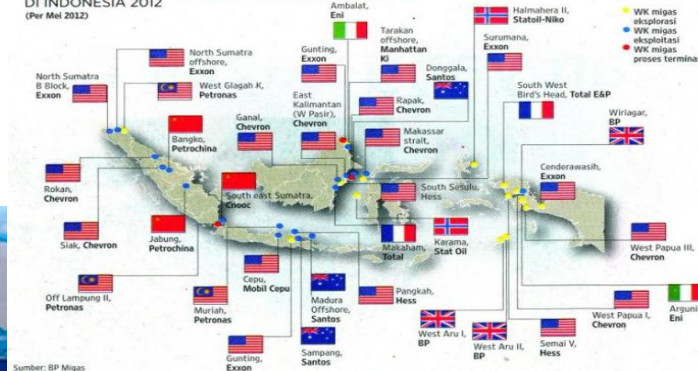 DI INDONESIA 2012
(Per Mei 2012)
WK migas
eksplorasi
WK migas
eksploitasi
WK migas
proses terminasi
North Sumatra
B Block,
Exxon
North Sumatra
offshore,
Exxon
West Glagah K,
Petronas
Bangko,
Petrochina
Ganal,
Chevron
Gunting,
Exxon
East
Kalimantan
(W Pasir),
Chevron
Ambalat,
Eni
Tarakan
offshore,
Manhattan
Ki
Rapak,
Chevron
Makassar
strait,
Chevron
Donggala,
Santos
Halmahera II,
Statoil-Niko
Surumana,
Exxon
South West
Bird's Head, Total E&P
Wiriagar,
BP
Cenderawasih,
Exxon
Rokan,
Chevron
Siak, Chevron
Jabung,
Petrochina
South east Sumatra,
Cnooc
South Sesulu,
Hess
Makaham,
Total
Karama,
Stat Oil
West Papua III,
Chevron
Off Lampung II,
Petronas
Muriah,
Petronas
Cepu,
Mobil Cepu
Madura
Offshore,
Santos
Pangkah,
Hess
Gunting,
Exxon
Sampang,
Santos
West Aru I,
BP
West Aru II,
BP
Semai V,
Hess
West Papua I,
Chevron
Arguni
Eni
Sumber: BP Migas